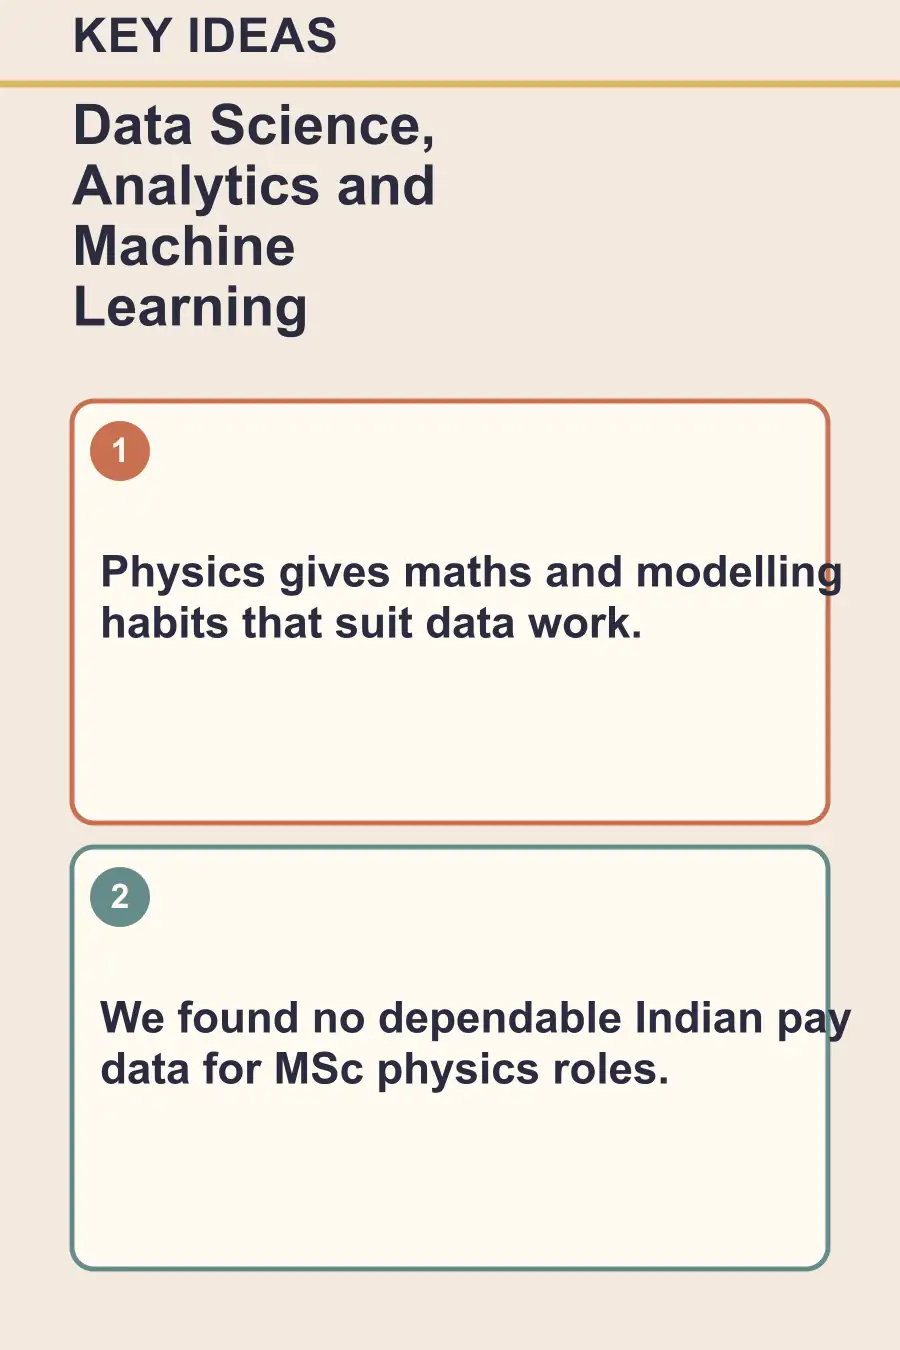 KEY IDEAS
Data Science,
Analytics and
Machine
Learning
1
Physics gives maths and modelling
habits that suit data work.
2
We found no dependable Indian pay
data for MSc physics roles.